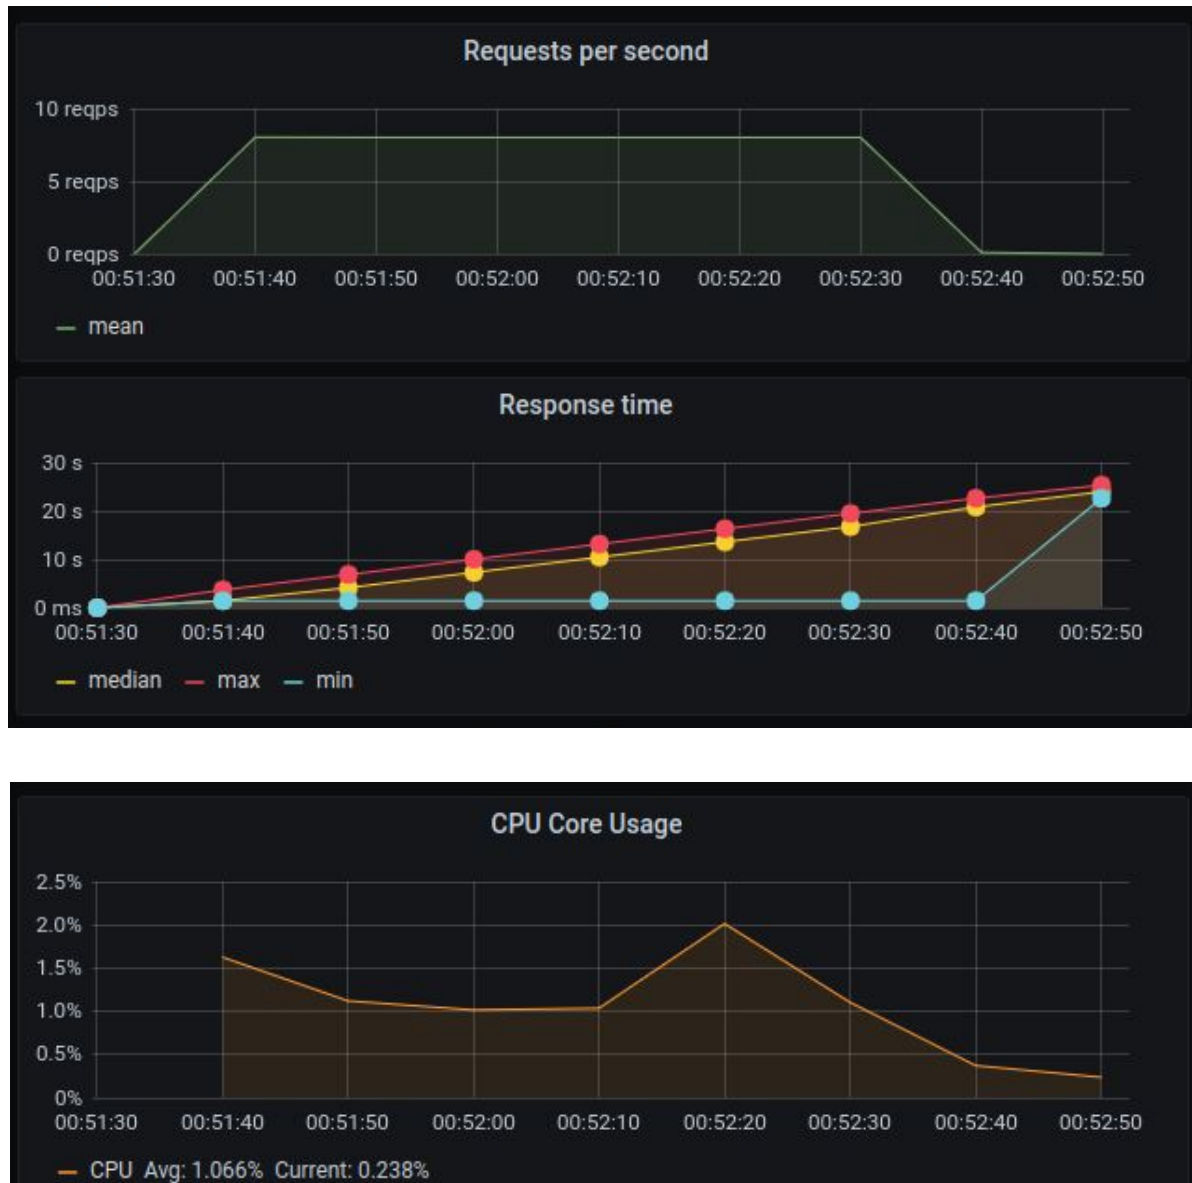 Requests per second
10 reqps
5 reqps
0 reqps
00:51:30 00:51:40 00:51:50 00:52:00 00:52:10 00:52:20 00:52:30 00:52:40 00:52:50
mean
Response time
30 s
20 s
10 s
0 ms
00:51:30 00:51:40 00:51:50 00:52:00 00:52:10 00:52:20 00:52:30 00:52:40 00:52:50
median max min
CPU Core Usage
2.5%
2.0%
1.5%
1.0%
0.5%
0%
00:51:30 00:51:40 00:51:50 00:52:00 00:52:10 00:52:20 00:52:30 00:52:40 00:52:50
CPU Avg: 1.066% Current: 0.238%